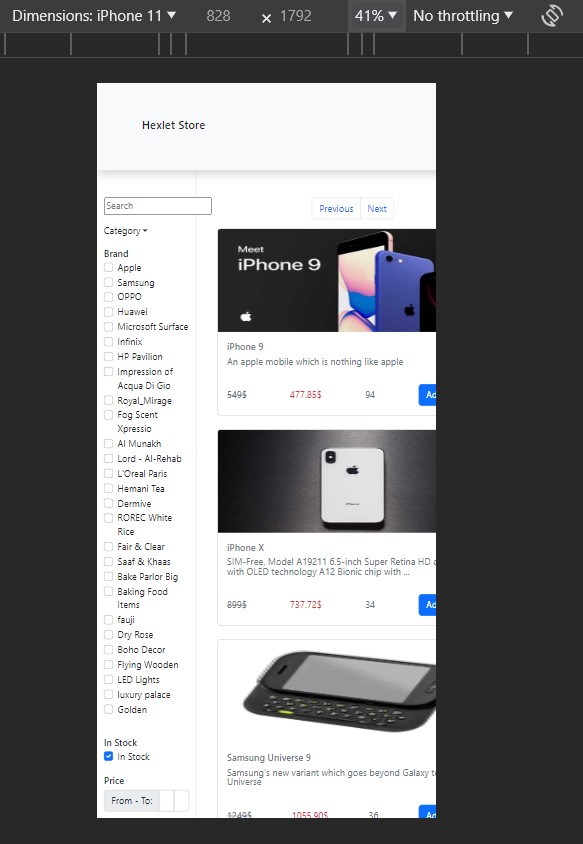 Dimensions: iPhone 11 ▼ 828 × 1792 41% ▼ No throttling ▼
Hexlet Store
Search
Category
Brand
Apple
Samsung
OPPO
Huawei
Microsoft Surface
Infinix
HP Pavilion
Impression of
Acqua Di Gio
Royal_Mirage
Fog Scent
Xpressio
Al Munakh
Lord - Al-Rehab
L'Oreal Paris
Hemani Tea
Dermive
ROREC White
Rice
Fair & Clear
Saaf & Khaas
Bake Parlor Big
Baking Food
Items
fauji
Dry Rose
Boho Decor
Flying Wooden
LED Lights
luxury palace
Golden
In Stock
In Stock
Price
From - To:
Previous Next
Meet
iPhone 9
iPhone 9
An apple mobile which is nothing like apple
549$ 477.85$ 94 Ad
iPhone X
SIM-Free, Model A19211 6.5-inch Super Retina HD
with OLED technology A12 Bionic chip with ...
899$ 737.72$ 34 Ad
Samsung Universe 9
Samsung's new variant which goes beyond Galaxy
Universe
1249$ 1055.90$ 36 Ad